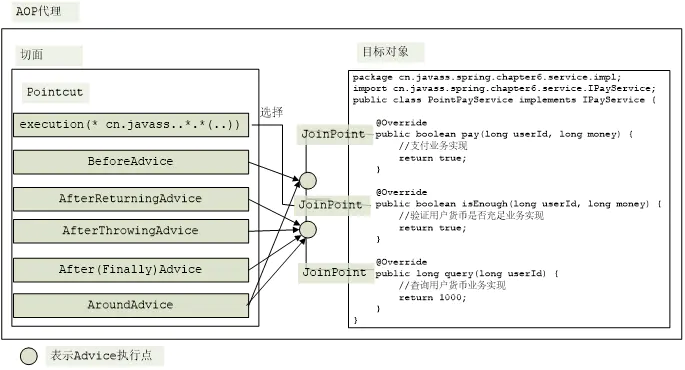 AOP代理
切面
Pointcut
execution(* cn.javass..*.*(..))
BeforeAdvice
AfterReturningAdvice
AfterThrowingAdvice
After(Finally)Advice
AroundAdvice
选择
JoinPoint
JoinPoint
JoinPoint
目标对象
package cn.javass.spring.chapter6.service.impl;
import cn.javass.spring.chapter6.service.IPayService;
public class PointPayService implements IPayService {
@Override
public boolean pay(long userId, long money) {
//支付业务实现
return true;
}
@Override
public boolean isEnough(long userId, long money) {
//验证用户货币是否充足业务实现
return true;
}
@Override
public long query(long userId) {
//查询用户货币业务实现
return 1000;
}
}
表示Advice执行点